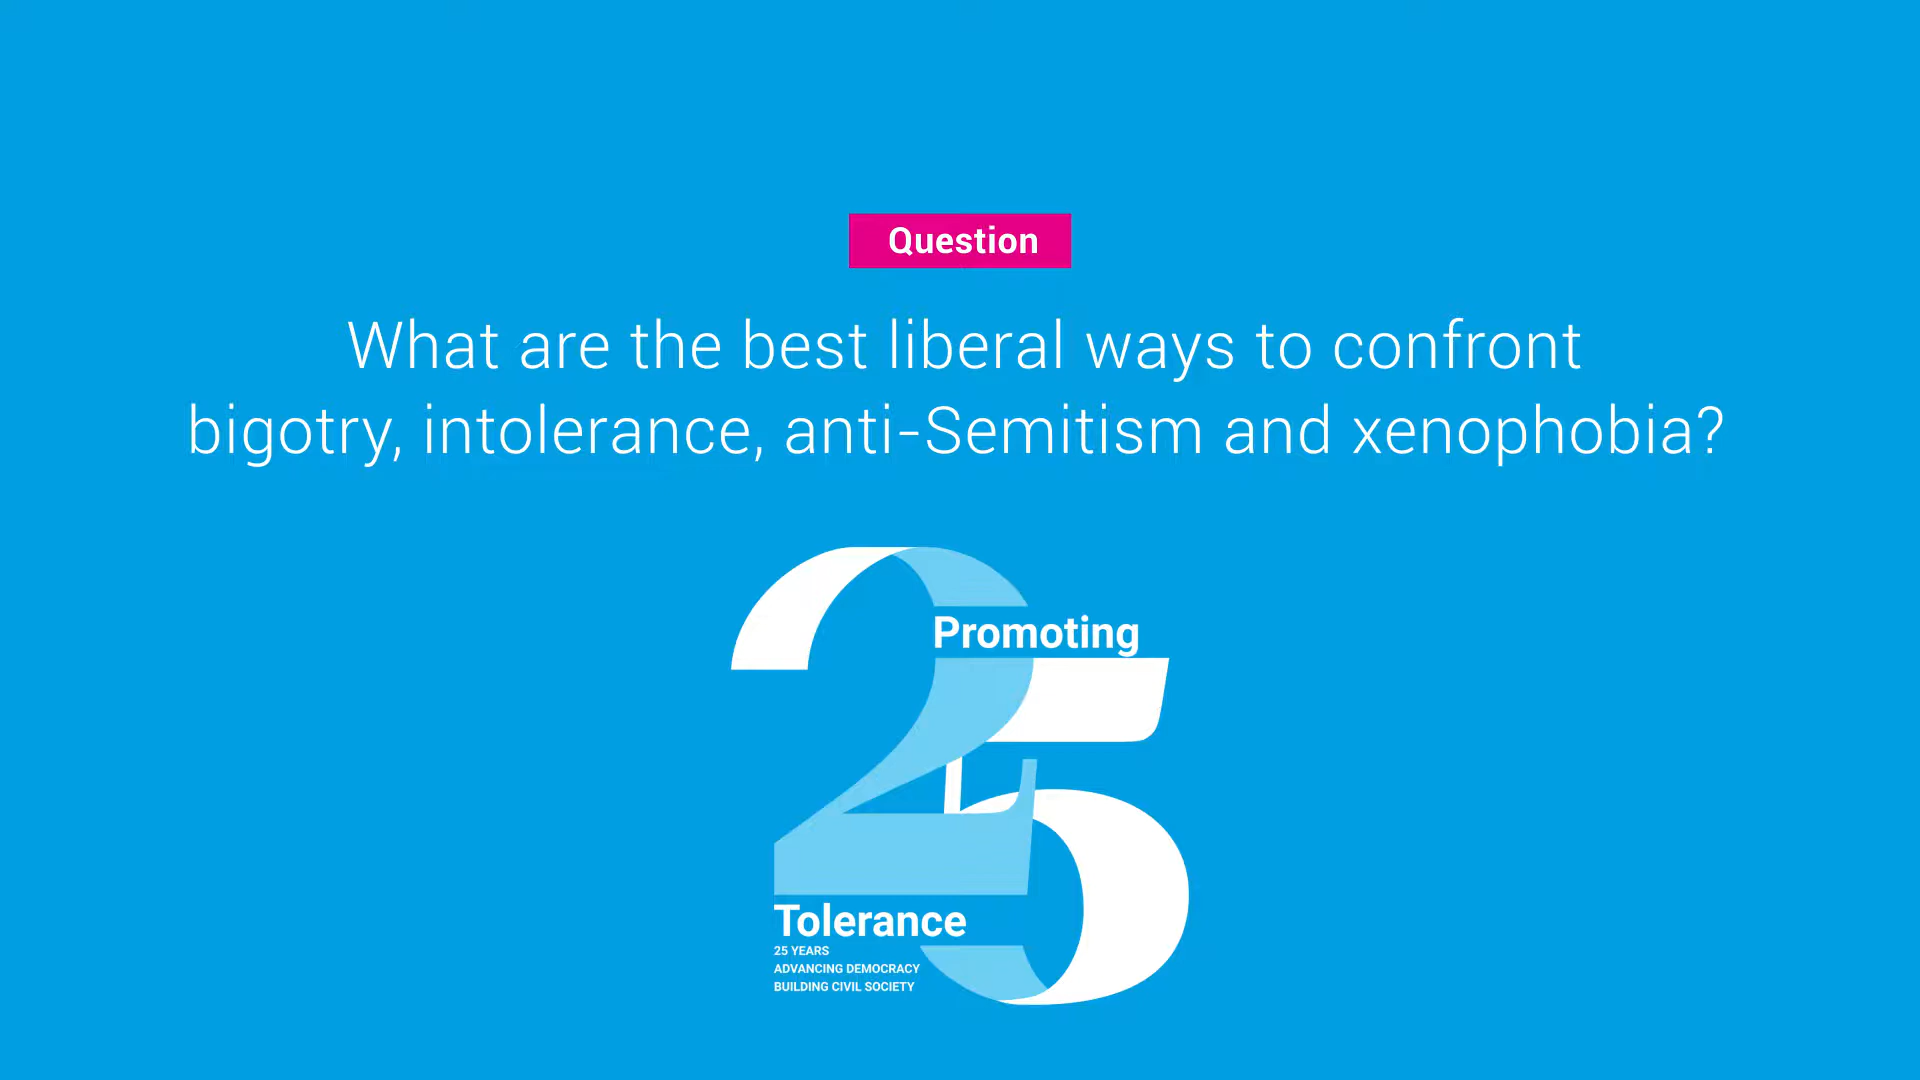 Question
What are the best liberal ways to confront
bigotry, intolerance, anti-Semitism and xenophobia?
25
Promoting
Tolerance
25 YEARS
ADVANCING DEMOCRACY
BUILDING CIVIL SOCIETY